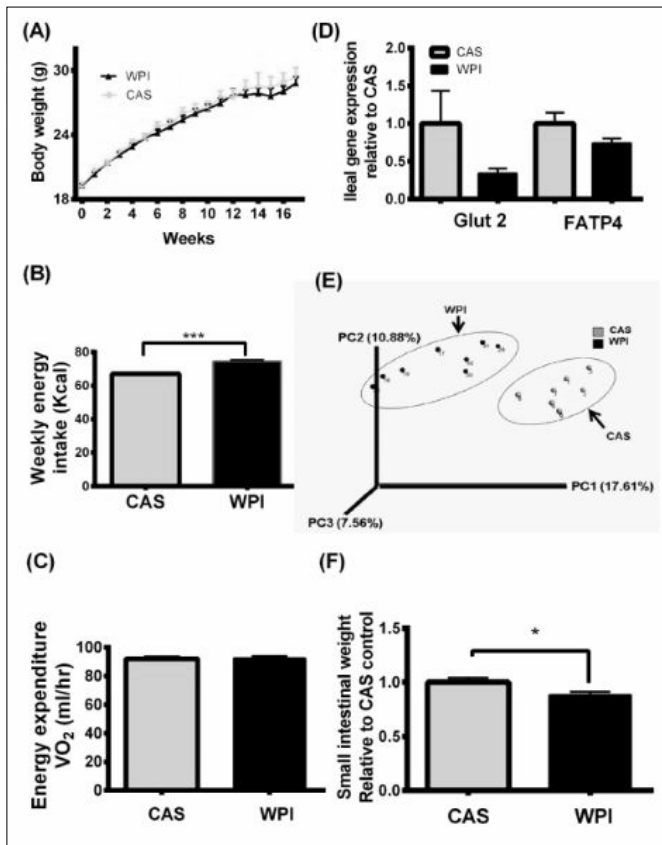 (A)
Body weight (g)
30
24
18
WPI
CAS
0 2 4 6 8 10 12 14 16
Weeks
(D)
Ileal gene expression
relative to CAS
2.0
1.5
1.0
0.5
0.0
CAS
WPI
Glut 2 FATP4
(B)
Weekly energy
intake (Kcal)
80
60
40
20
0
***
CAS WPI
(E)
WPI
PC2 (10.88%)
CAS
WPI
CAS
PC1 (17.61%)
PC3 (7.56%)
(C)
Energy expenditure
VO2 (ml/hr)
100
80
60
40
20
0
CAS WPI
(F)
Small intestinal weight
Relative to CAS control
1.5
1.0
0.5
0.0
*
CAS WPI